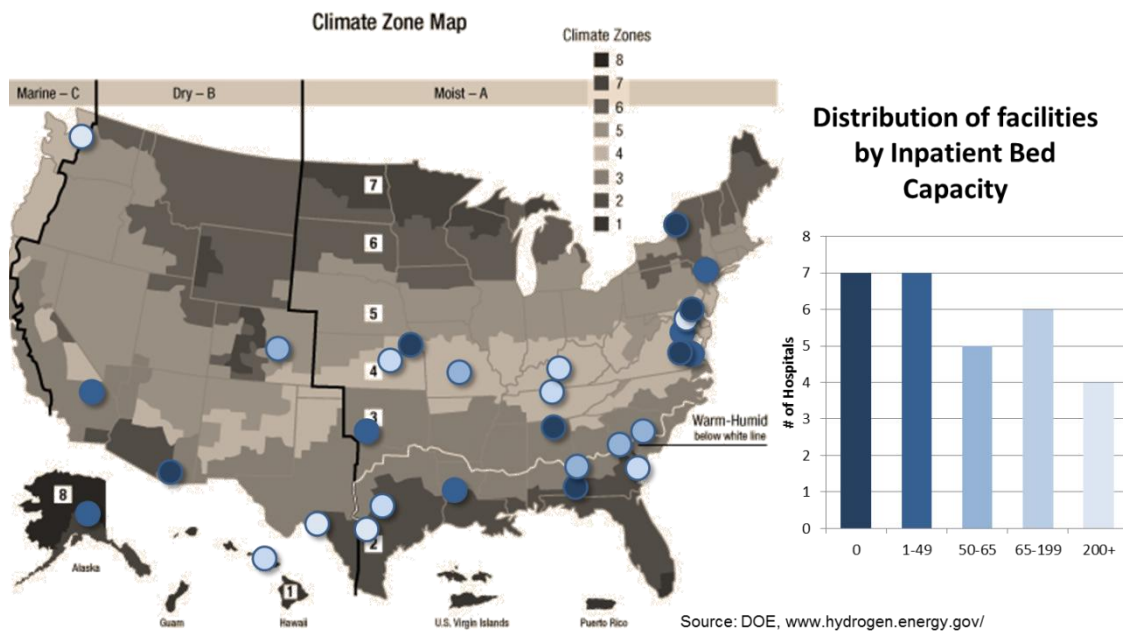 Climate Zone Map
Climate Zones
8
7
6
5
4
3
2
1
Marine – C
Dry – B
Moist – A
7
6
5
4
3
2
8
1
Warm-Humid
below white line
Alaska
Guam
Hawaii
U.S. Virgin Islands
Puerto Rico
Distribution of facilities
by Inpatient Bed
Capacity
# of Hospitals
8
7
6
5
4
3
2
1
0
0
1-49
50-65
65-199
200+
Source: DOE, www.hydrogen.energy.gov/